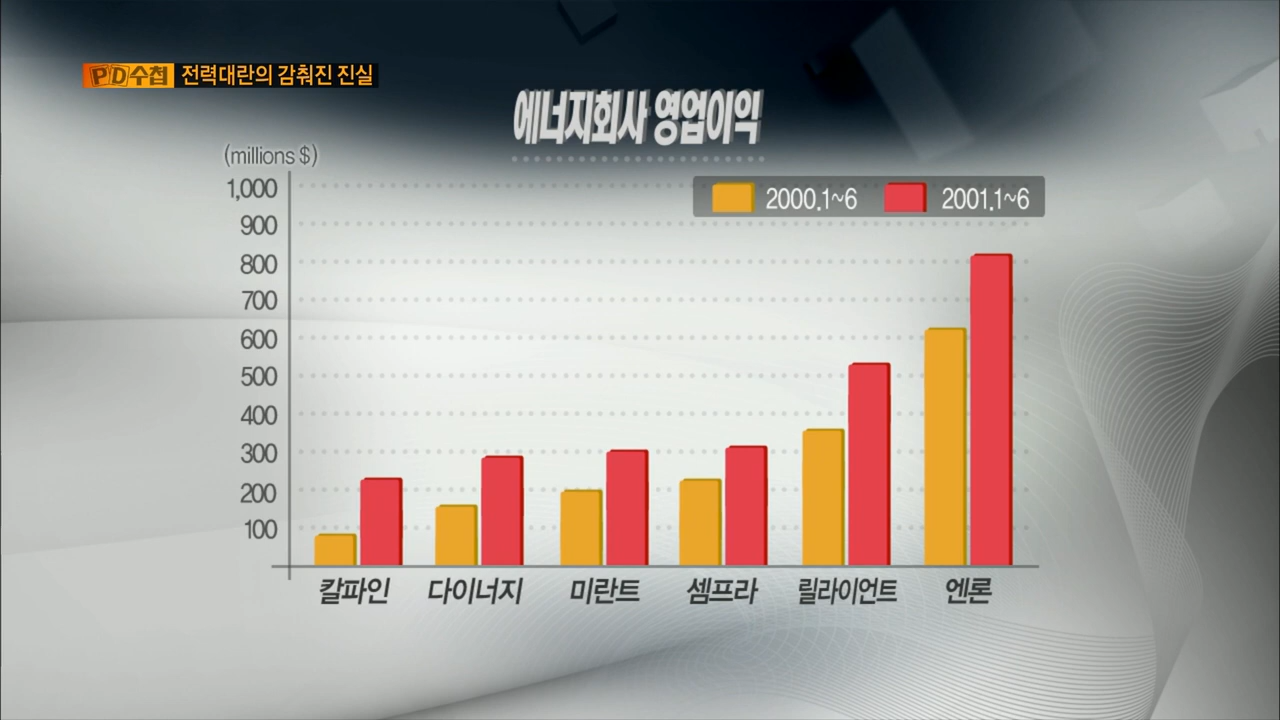 PD수첩 전력대란의 감춰진 진실
에너지회사 영업이익
(millions $)
2000.1~6 2001.1~6
1,000
900
800
700
600
500
400
300
200
100
칼파인 다이너지 미란트 셈프라 릴라이언트 엔론